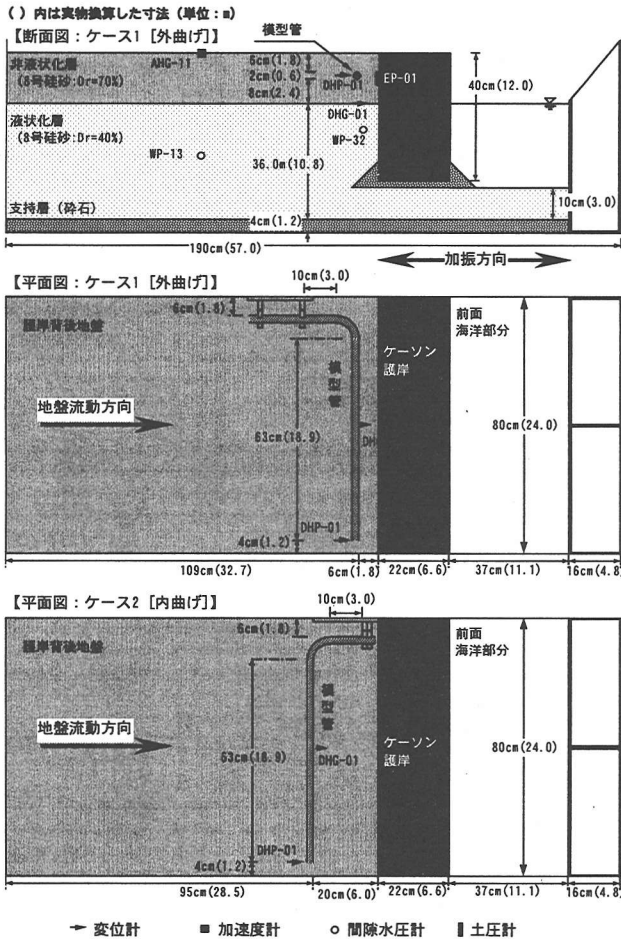 ( ) 内は実物換算した寸法 (単位:m)
【断面図:ケース1 [外曲げ]】
模型管
非液状化層
(8号硅砂:Dr=70%)
AHG-11
6cm(1.8)
2cm(0.6)
8cm(2.4)
DHP-01
EP-01
40cm(12.0)
DHG-01
液状化層
(8号硅砂:Dr=40%)
WP-13
WP-32
36.0m(10.8)
10cm(3.0)
支持層(砕石)
4cm(1.2)
190cm(57.0)
加振方向
【平面図:ケース1 [外曲げ]】
10cm(3.0)
6cm(1.8)
護岸背後地盤
前面
海洋部分
ケーソン
護岸
模型管
地盤流動方向
63cm(18.9)
DH
80cm(24.0)
DHP-01
4cm(1.2)
109cm(32.7)
6cm(1.8)
22cm(6.6)
37cm(11.1)
16cm(4.8)
【平面図:ケース2 [内曲げ]】
10cm(3.0)
6cm(1.8)
護岸背後地盤
前面
海洋部分
模型管
地盤流動方向
DHG-01
ケーソン
護岸
80cm(24.0)
63cm(18.9)
DHP-01
4cm(1.2)
95cm(28.5)
20cm(6.0)
22cm(6.6)
37cm(11.1)
16cm(4.8)
変位計
加速度計
間隙水圧計
土圧計